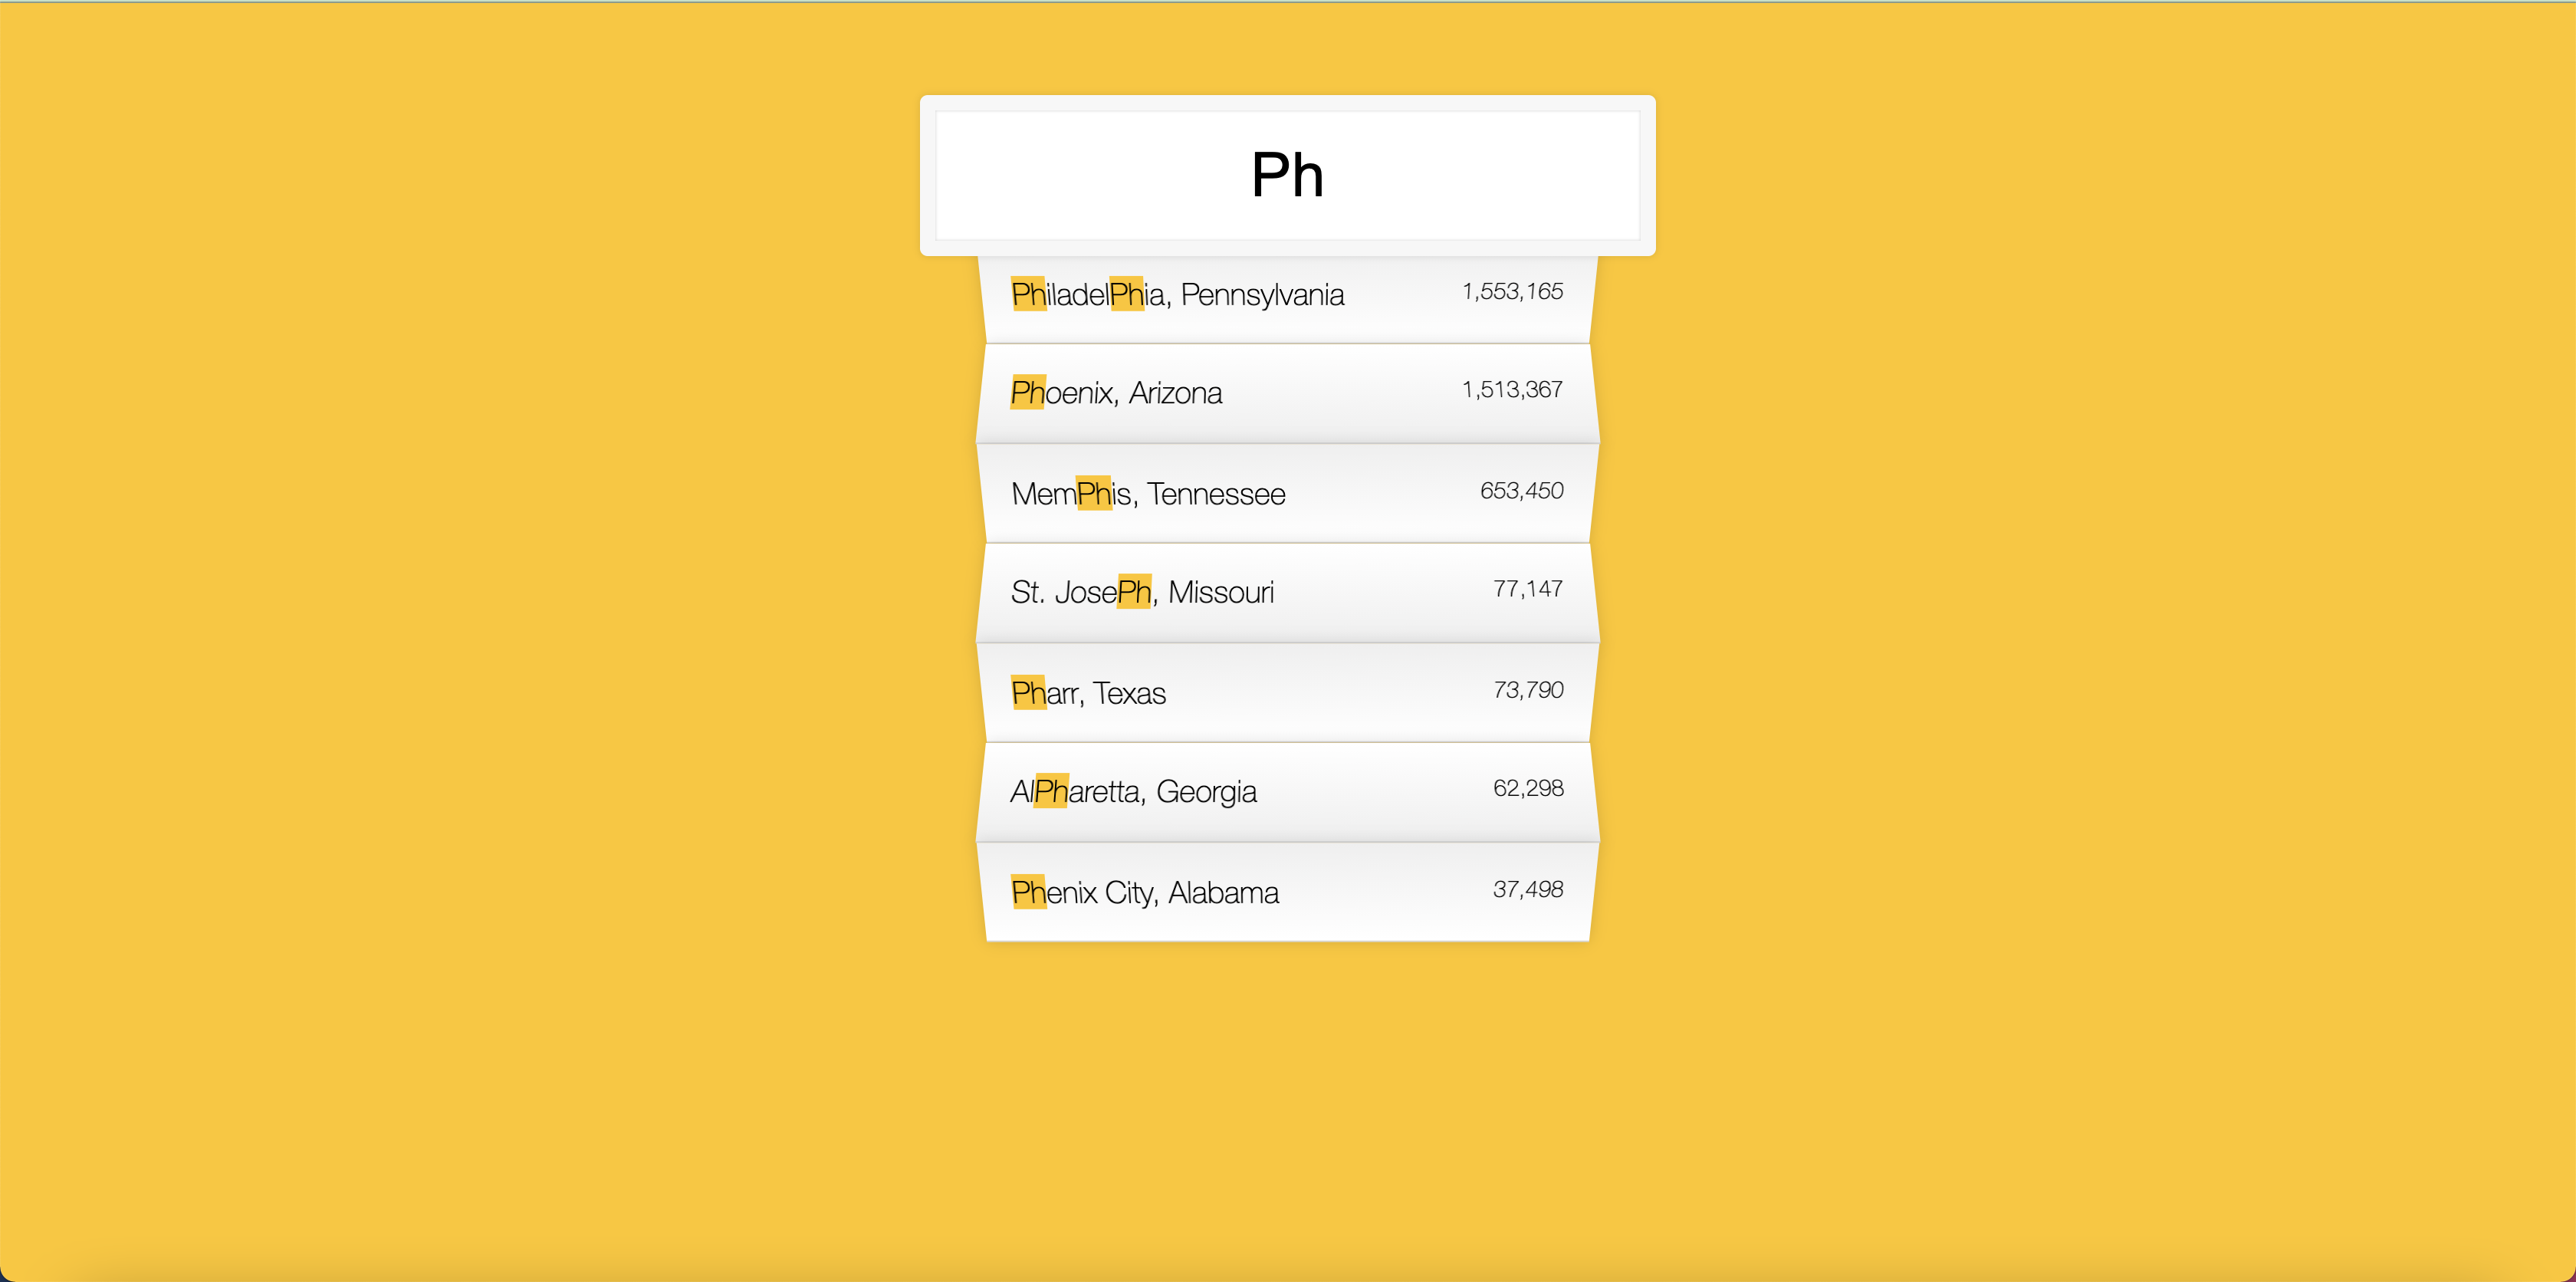 Ph
PhiladelPhia, Pennsylvania 1,553,165
Phoenix, Arizona 1,513,367
MemPhis, Tennessee 653,450
St. JosePh, Missouri 77,147
Pharr, Texas 73,790
AlPharetta, Georgia 62,298
Phenix City, Alabama 37,498